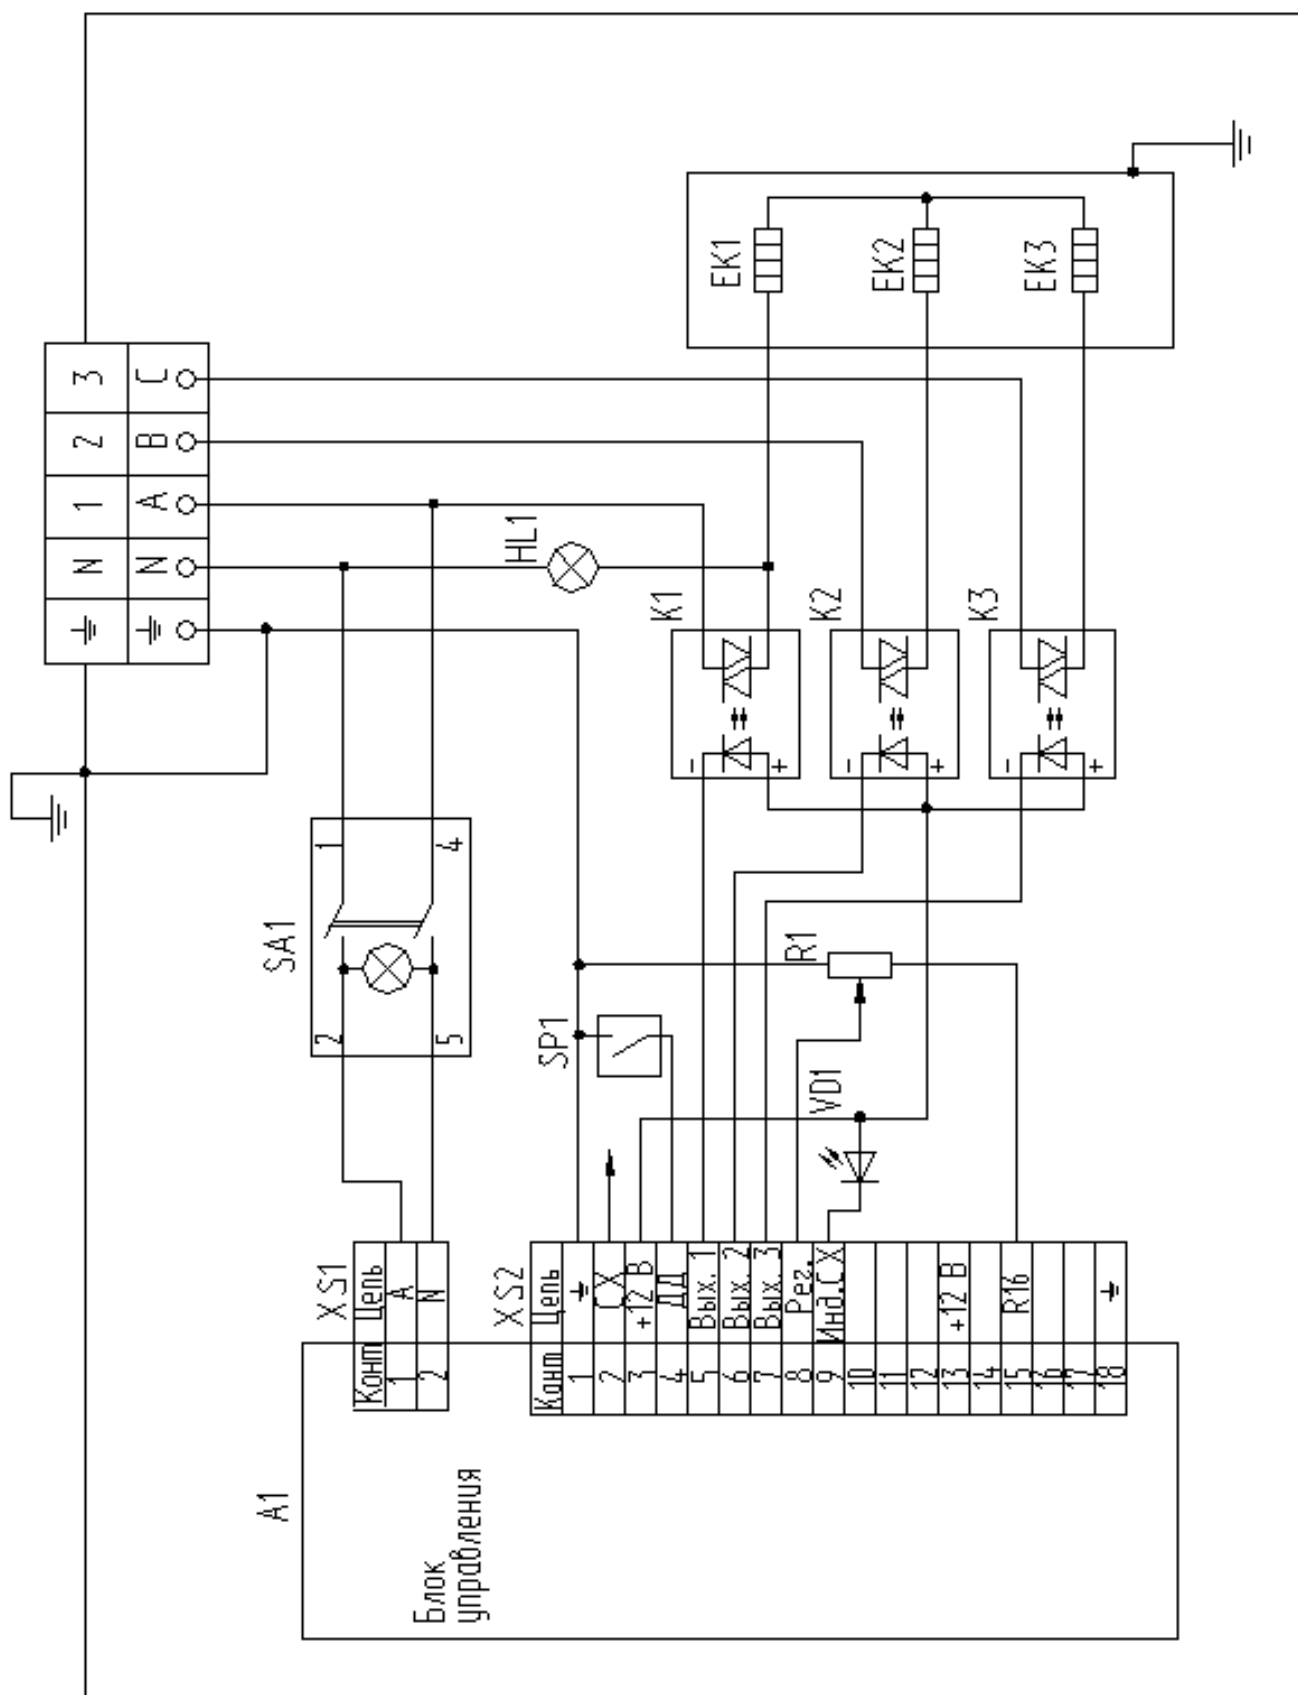 A1
Блок
управления
XS1
Конт Цепь
1 A
2 N
XS2
Конт Цепь
1
2 СХ
3 +12 В
4 ДД
5 Вых. 1
6 Вых. 2
7 Вых. 3
8 Рег.
9 Инд.СХ
10
11
12
13 +12 В
14
15 R16
16
17
18
SA1
2 1
5 4
SP1
VD1
R1
N N
1 A
2 B
3 C
HL1
K1
- +
K2
- +
K3
- +
EK1
EK2
EK3